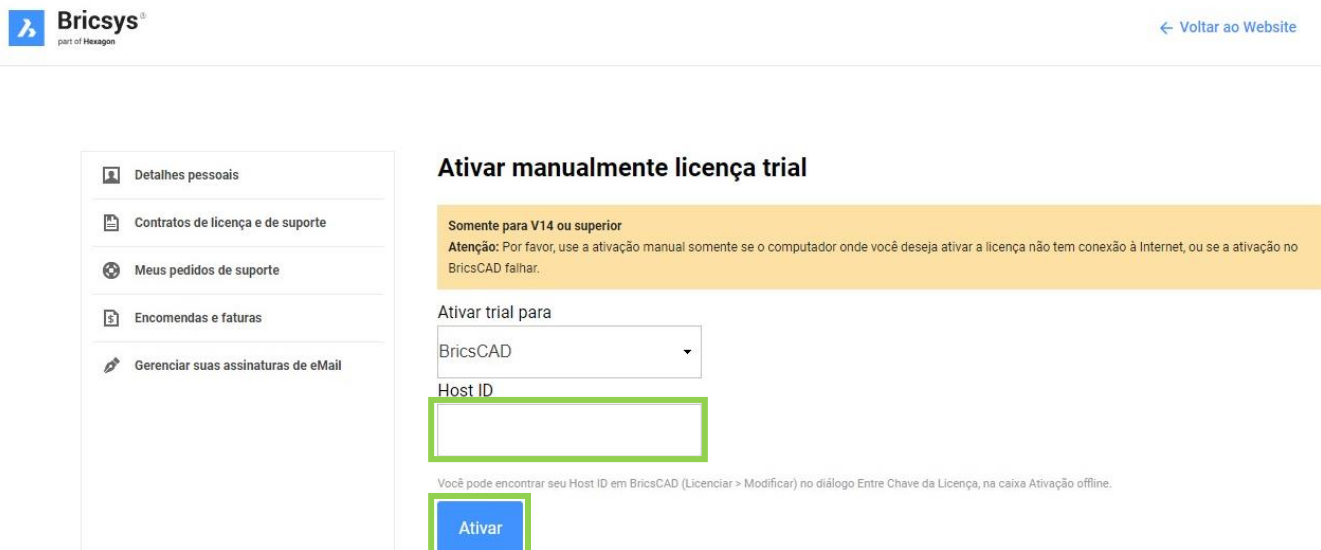 Bricsys®
part of Hexagon
← Voltar ao Website
Detalhes pessoais
Contratos de licença e de suporte
Meus pedidos de suporte
Encomendas e faturas
Gerenciar suas assinaturas de eMail
Ativar manualmente licença trial
Somente para V14 ou superior
Atenção: Por favor, use a ativação manual somente se o computador onde você deseja ativar a licença não tem conexão à Internet, ou se a ativação no
BricsCAD falhar.
Ativar trial para
BricsCAD
Host ID
Você pode encontrar seu Host ID em BricsCAD (Licenciar > Modificar) no diálogo Entre Chave da Licença, na caixa Ativação offline.
Ativar